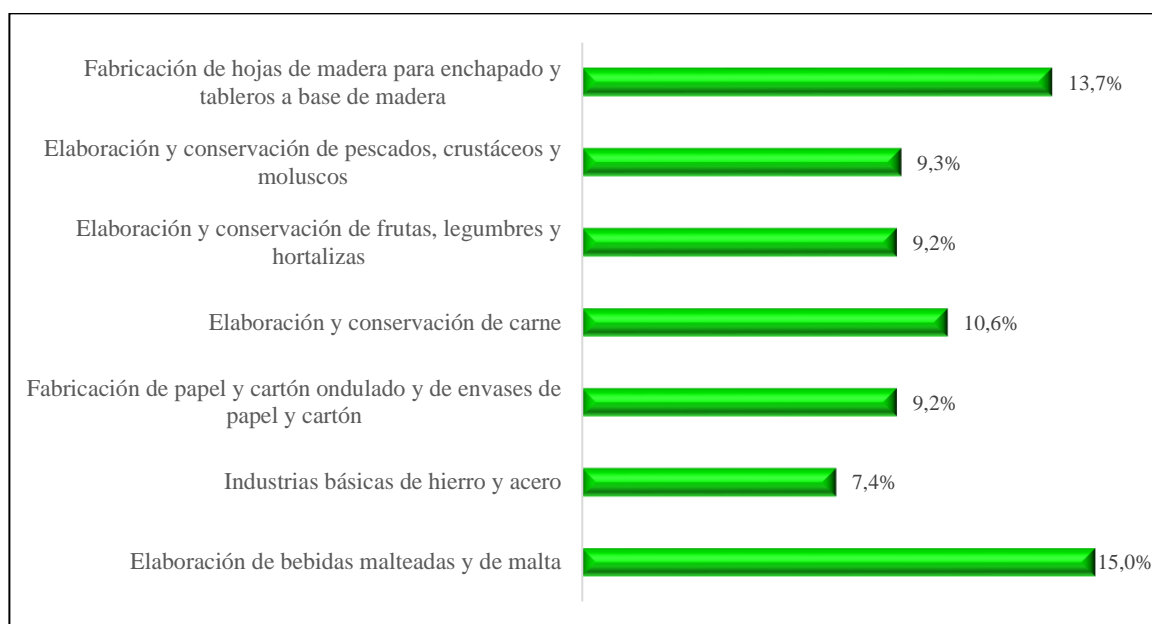 Fabricación de hojas de madera para enchapado y
tableros a base de madera
13,7%
Elaboración y conservación de pescados, crustáceos y
moluscos
9,3%
Elaboración y conservación de frutas, legumbres y
hortalizas
9,2%
Elaboración y conservación de carne
10,6%
Fabricación de papel y cartón ondulado y de envases de
papel y cartón
9,2%
Industrias básicas de hierro y acero
7,4%
Elaboración de bebidas malteadas y de malta
15,0%